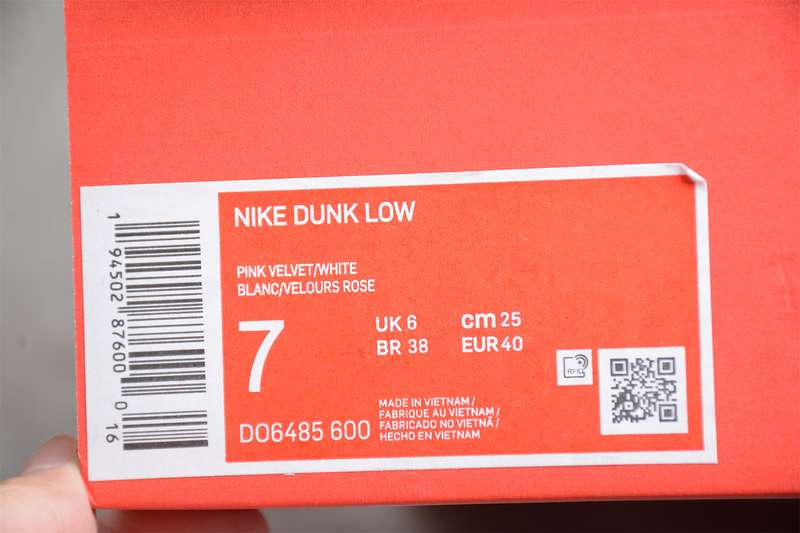 NIKE DUNK LOW
PINK VELVET/WHITE
BLANC/VELOURS ROSE
7
UK 6
cm 25
BR 38
EUR 40
DO6485 600
MADE IN VIETNAM /
FABRIQUE AU VIETNAM /
FABRICADO NO VIETNÃ /
HECHO EN VIETNAM
RFID
1 94502 87600 0 16